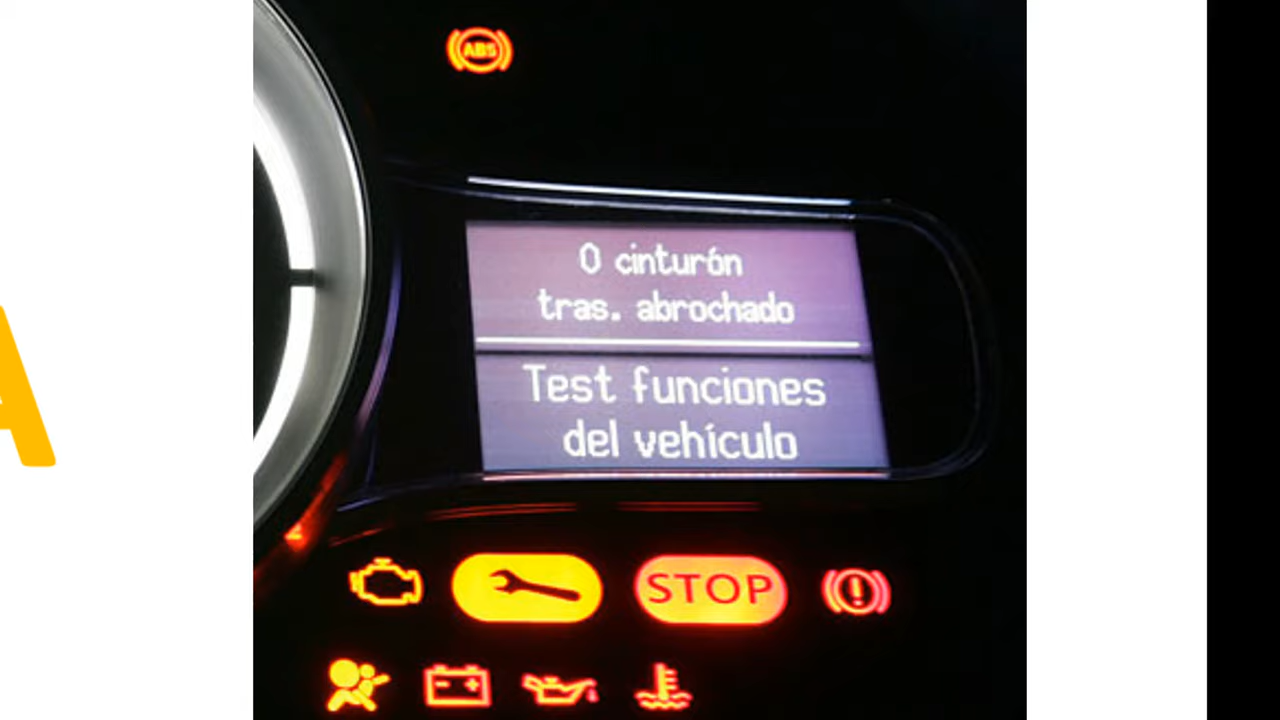 A
ABS
0 cinturón
tras. abrochado
Test funciones
del vehículo
STOP